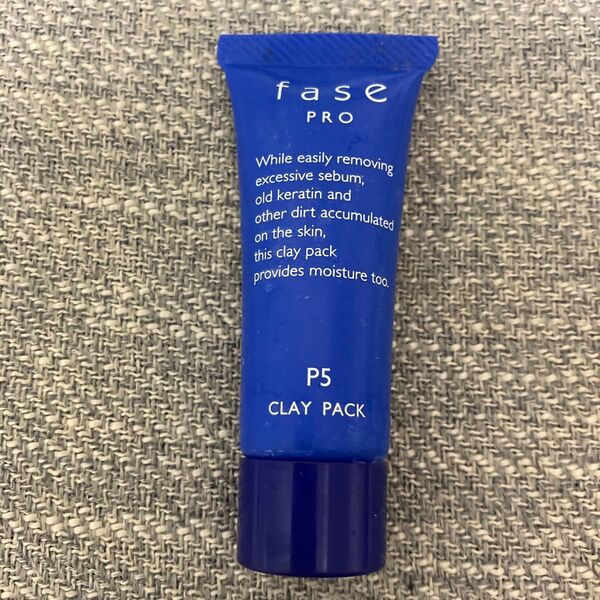 fase
PRO
While easily removing
excessive sebum,
old keratin and
other dirt accumulated
on the skin,
this clay pack
provides moisture too.
P5
CLAY PACK